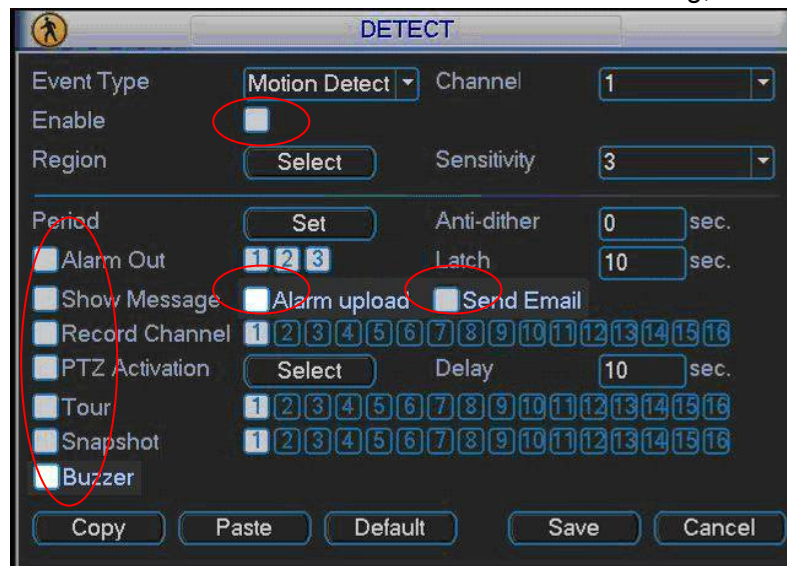 DETECT
Event Type Motion Detect Channel 1
Enable
Region Select Sensitivity 3
Period Set Anti-dither 0 sec.
Alarm Out 1 2 3 Latch 10 sec.
Show Message Alarm upload Send Email
Record Channel 1 2 3 4 5 6 7 8 9 10 11 12 13 14 15 16
PTZ Activation Select Delay 10 sec.
Tour 1 2 3 4 5 6 7 8 9 10 11 12 13 14 15 16
Snapshot 1 2 3 4 5 6 7 8 9 10 11 12 13 14 15 16
Buzzer
Copy Paste Default Save Cancel